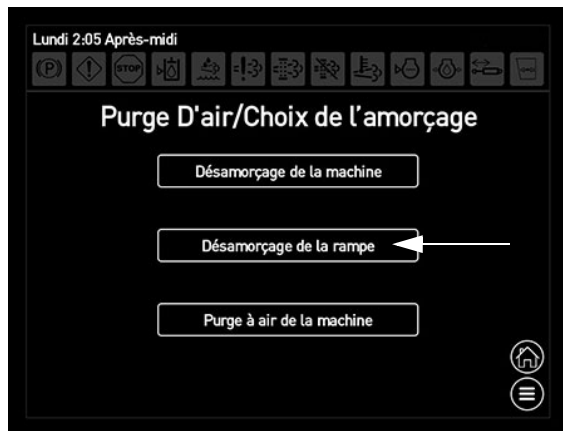 Lundi 2:05 Après-midi
(P) STOP
Purge D'air/Choix de l'amorçage
Désamorçage de la machine
Désamorçage de la rampe
Purge à air de la machine